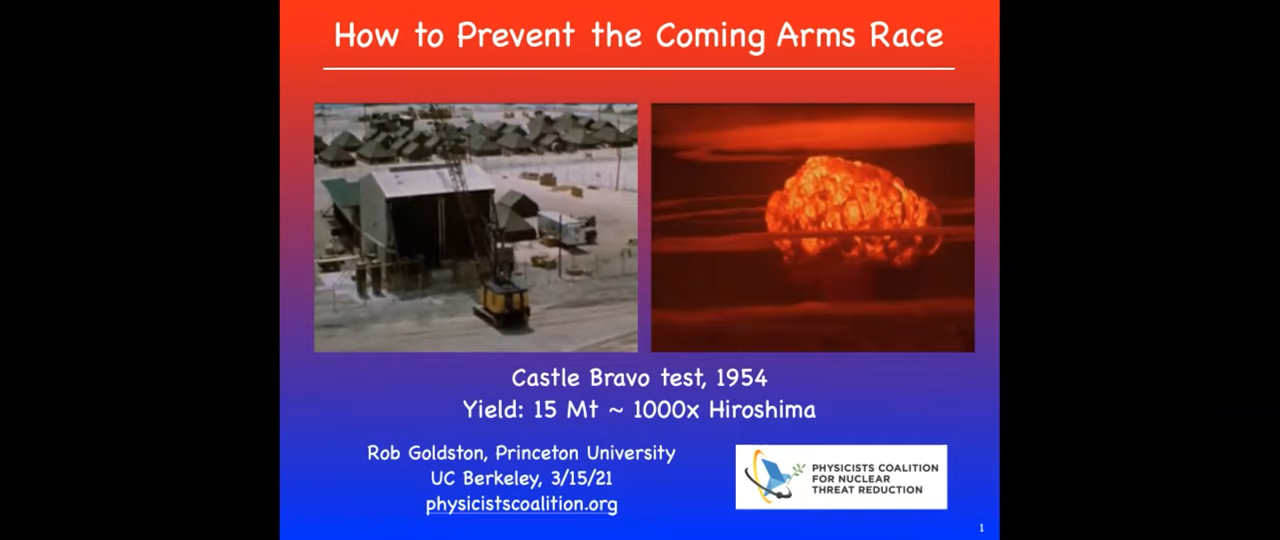 How to Prevent the Coming Arms Race
Castle Bravo test, 1954
Yield: 15 Mt ~ 1000x Hiroshima
Rob Goldston, Princeton University
UC Berkeley, 3/15/21
physicistscoalition.org
PHYSICISTS COALITION
FOR NUCLEAR
THREAT REDUCTION
1